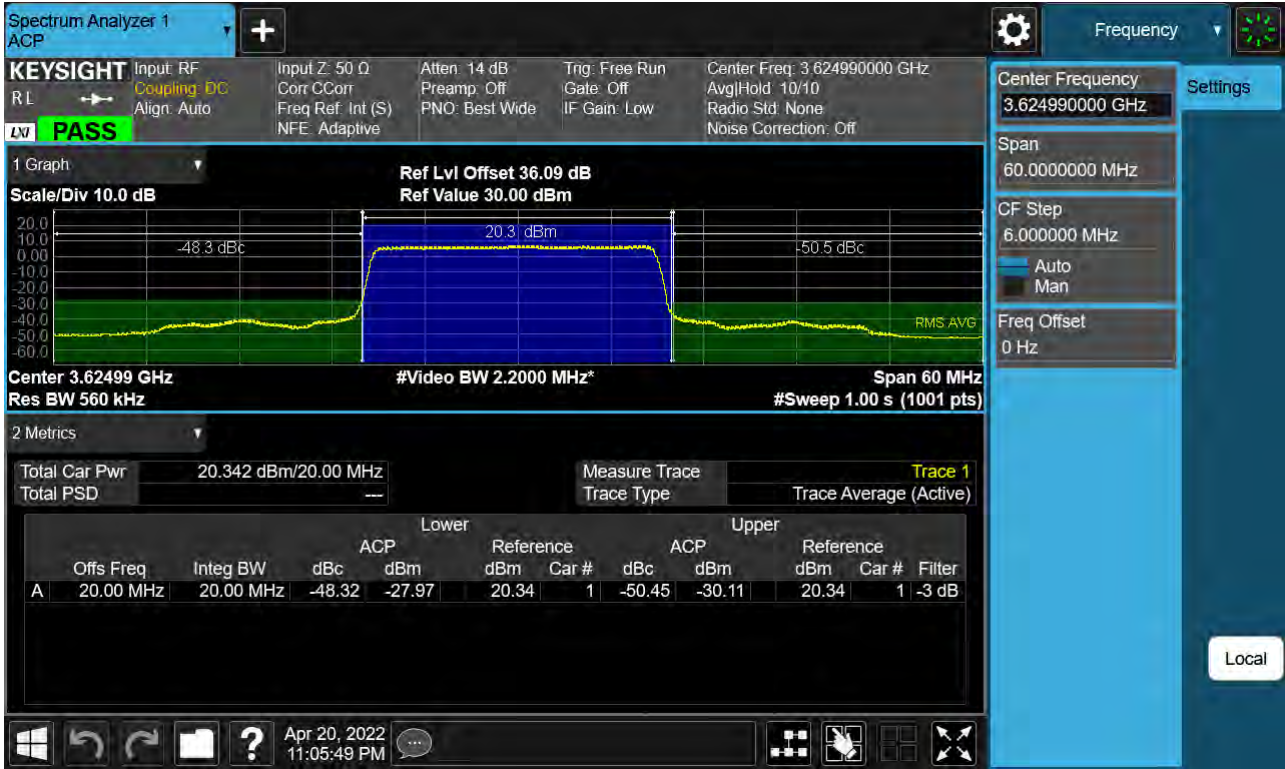 Spectrum Analyzer 1
ACP
+
Frequency
KEYSIGHT
RL
LXI PASS
Input: RF
Coupling: DC
Align: Auto
Input Z: 50 Ω
Corr CCorr
Freq Ref: Int (S)
NFE: Adaptive
Atten: 14 dB
Preamp: Off
PNO: Best Wide
Trig: Free Run
Gate: Off
IF Gain: Low
Center Freq: 3.624990000 GHz
Avg|Hold: 10/10
Radio Std: None
Noise Correction: Off
1 Graph
Scale/Div 10.0 dB
Ref Lvl Offset 36.09 dB
Ref Value 30.00 dBm
20.0
10.0
0.00
-10.0
-20.0
-30.0
-40.0
-50.0
-60.0
-48.3 dBc
20.3 dBm
-50.5 dBc
RMS AVG
Center 3.62499 GHz #Video BW 2.2000 MHz* Span 60 MHz
Res BW 560 kHz #Sweep 1.00 s (1001 pts)
2 Metrics
Total Car Pwr 20.342 dBm/20.00 MHz
Total PSD ---
Measure Trace Trace 1
Trace Type Trace Average (Active)
Lower Upper
ACP Reference ACP Reference
Offs Freq Integ BW dBc dBm dBm Car # dBc dBm dBm Car # Filter
A 20.00 MHz 20.00 MHz -48.32 -27.97 20.34 1 -50.45 -30.11 20.34 1 -3 dB
?
Apr 20, 2022
11:05:49 PM
Center Frequency
3.624990000 GHz
Span
60.0000000 MHz
CF Step
6.000000 MHz
Auto
Man
Freq Offset
0 Hz
Settings
Local